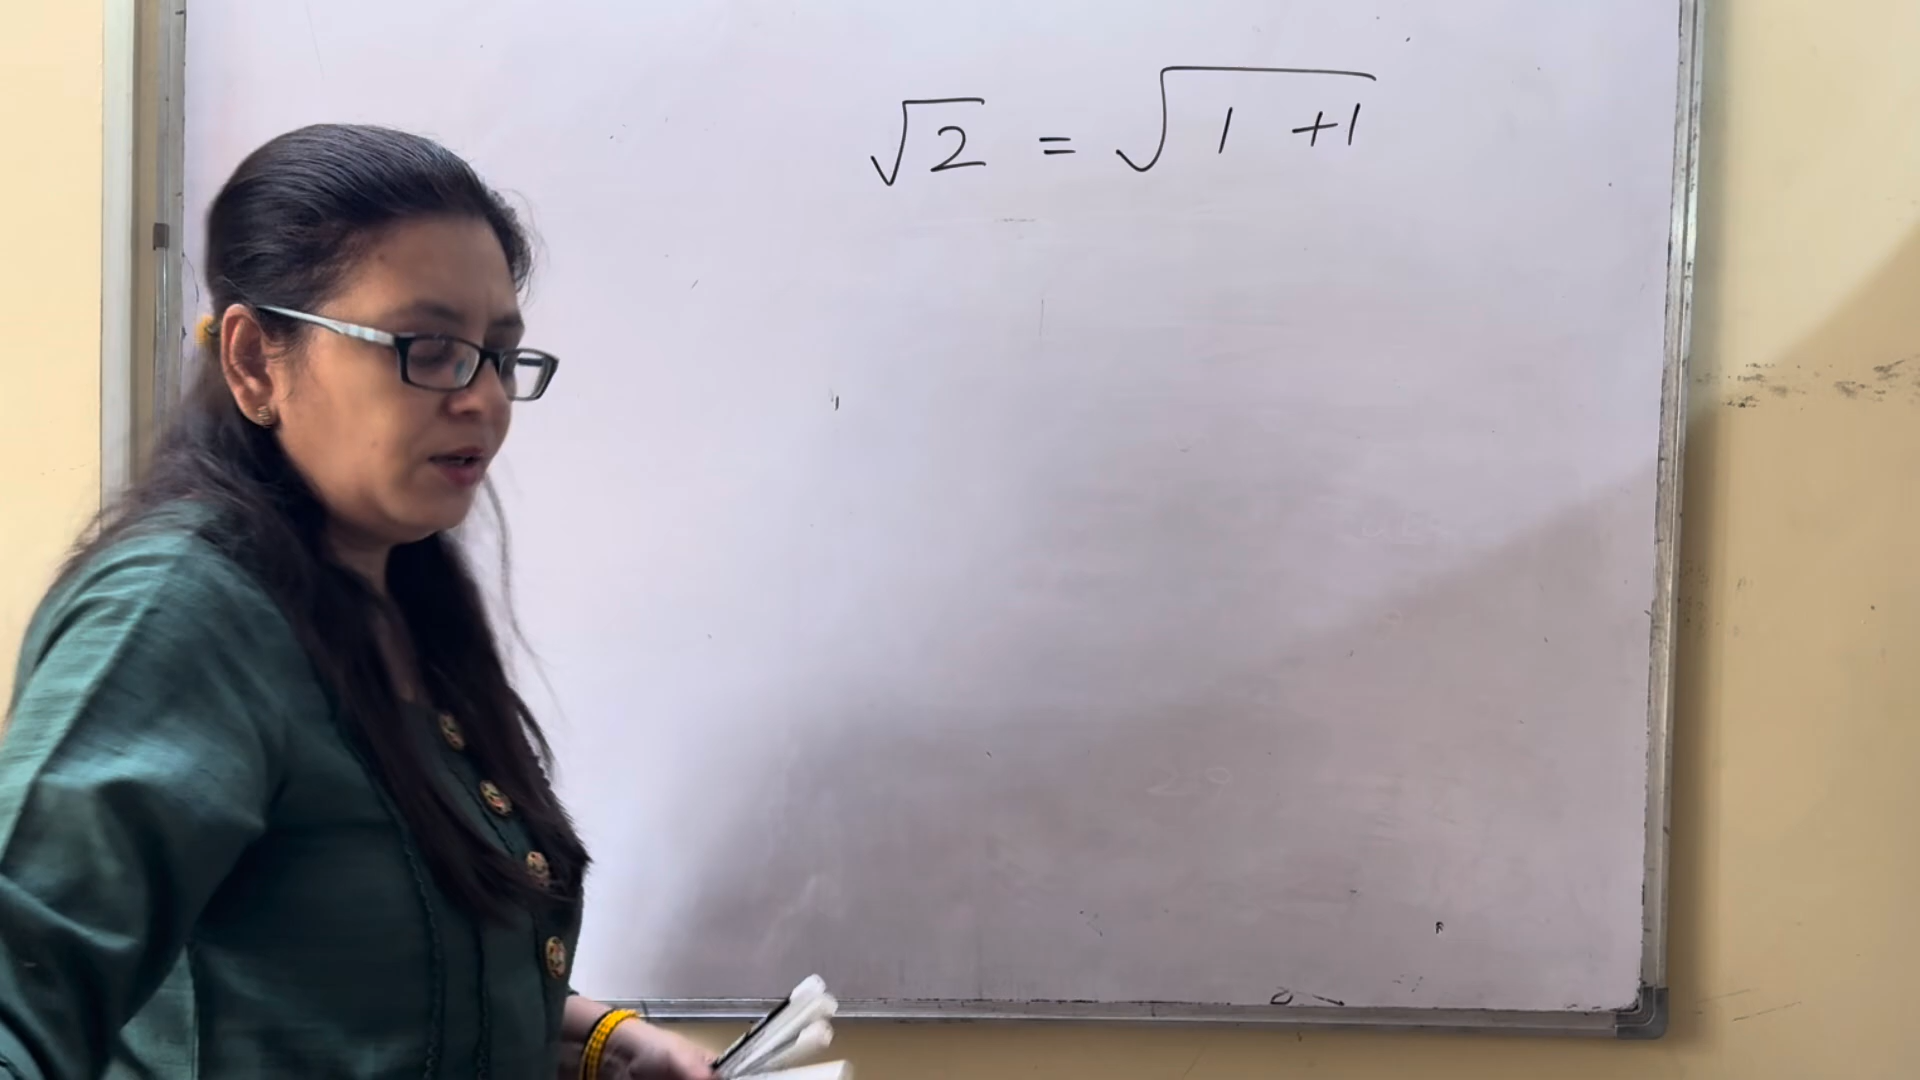 √2 = √1 +1